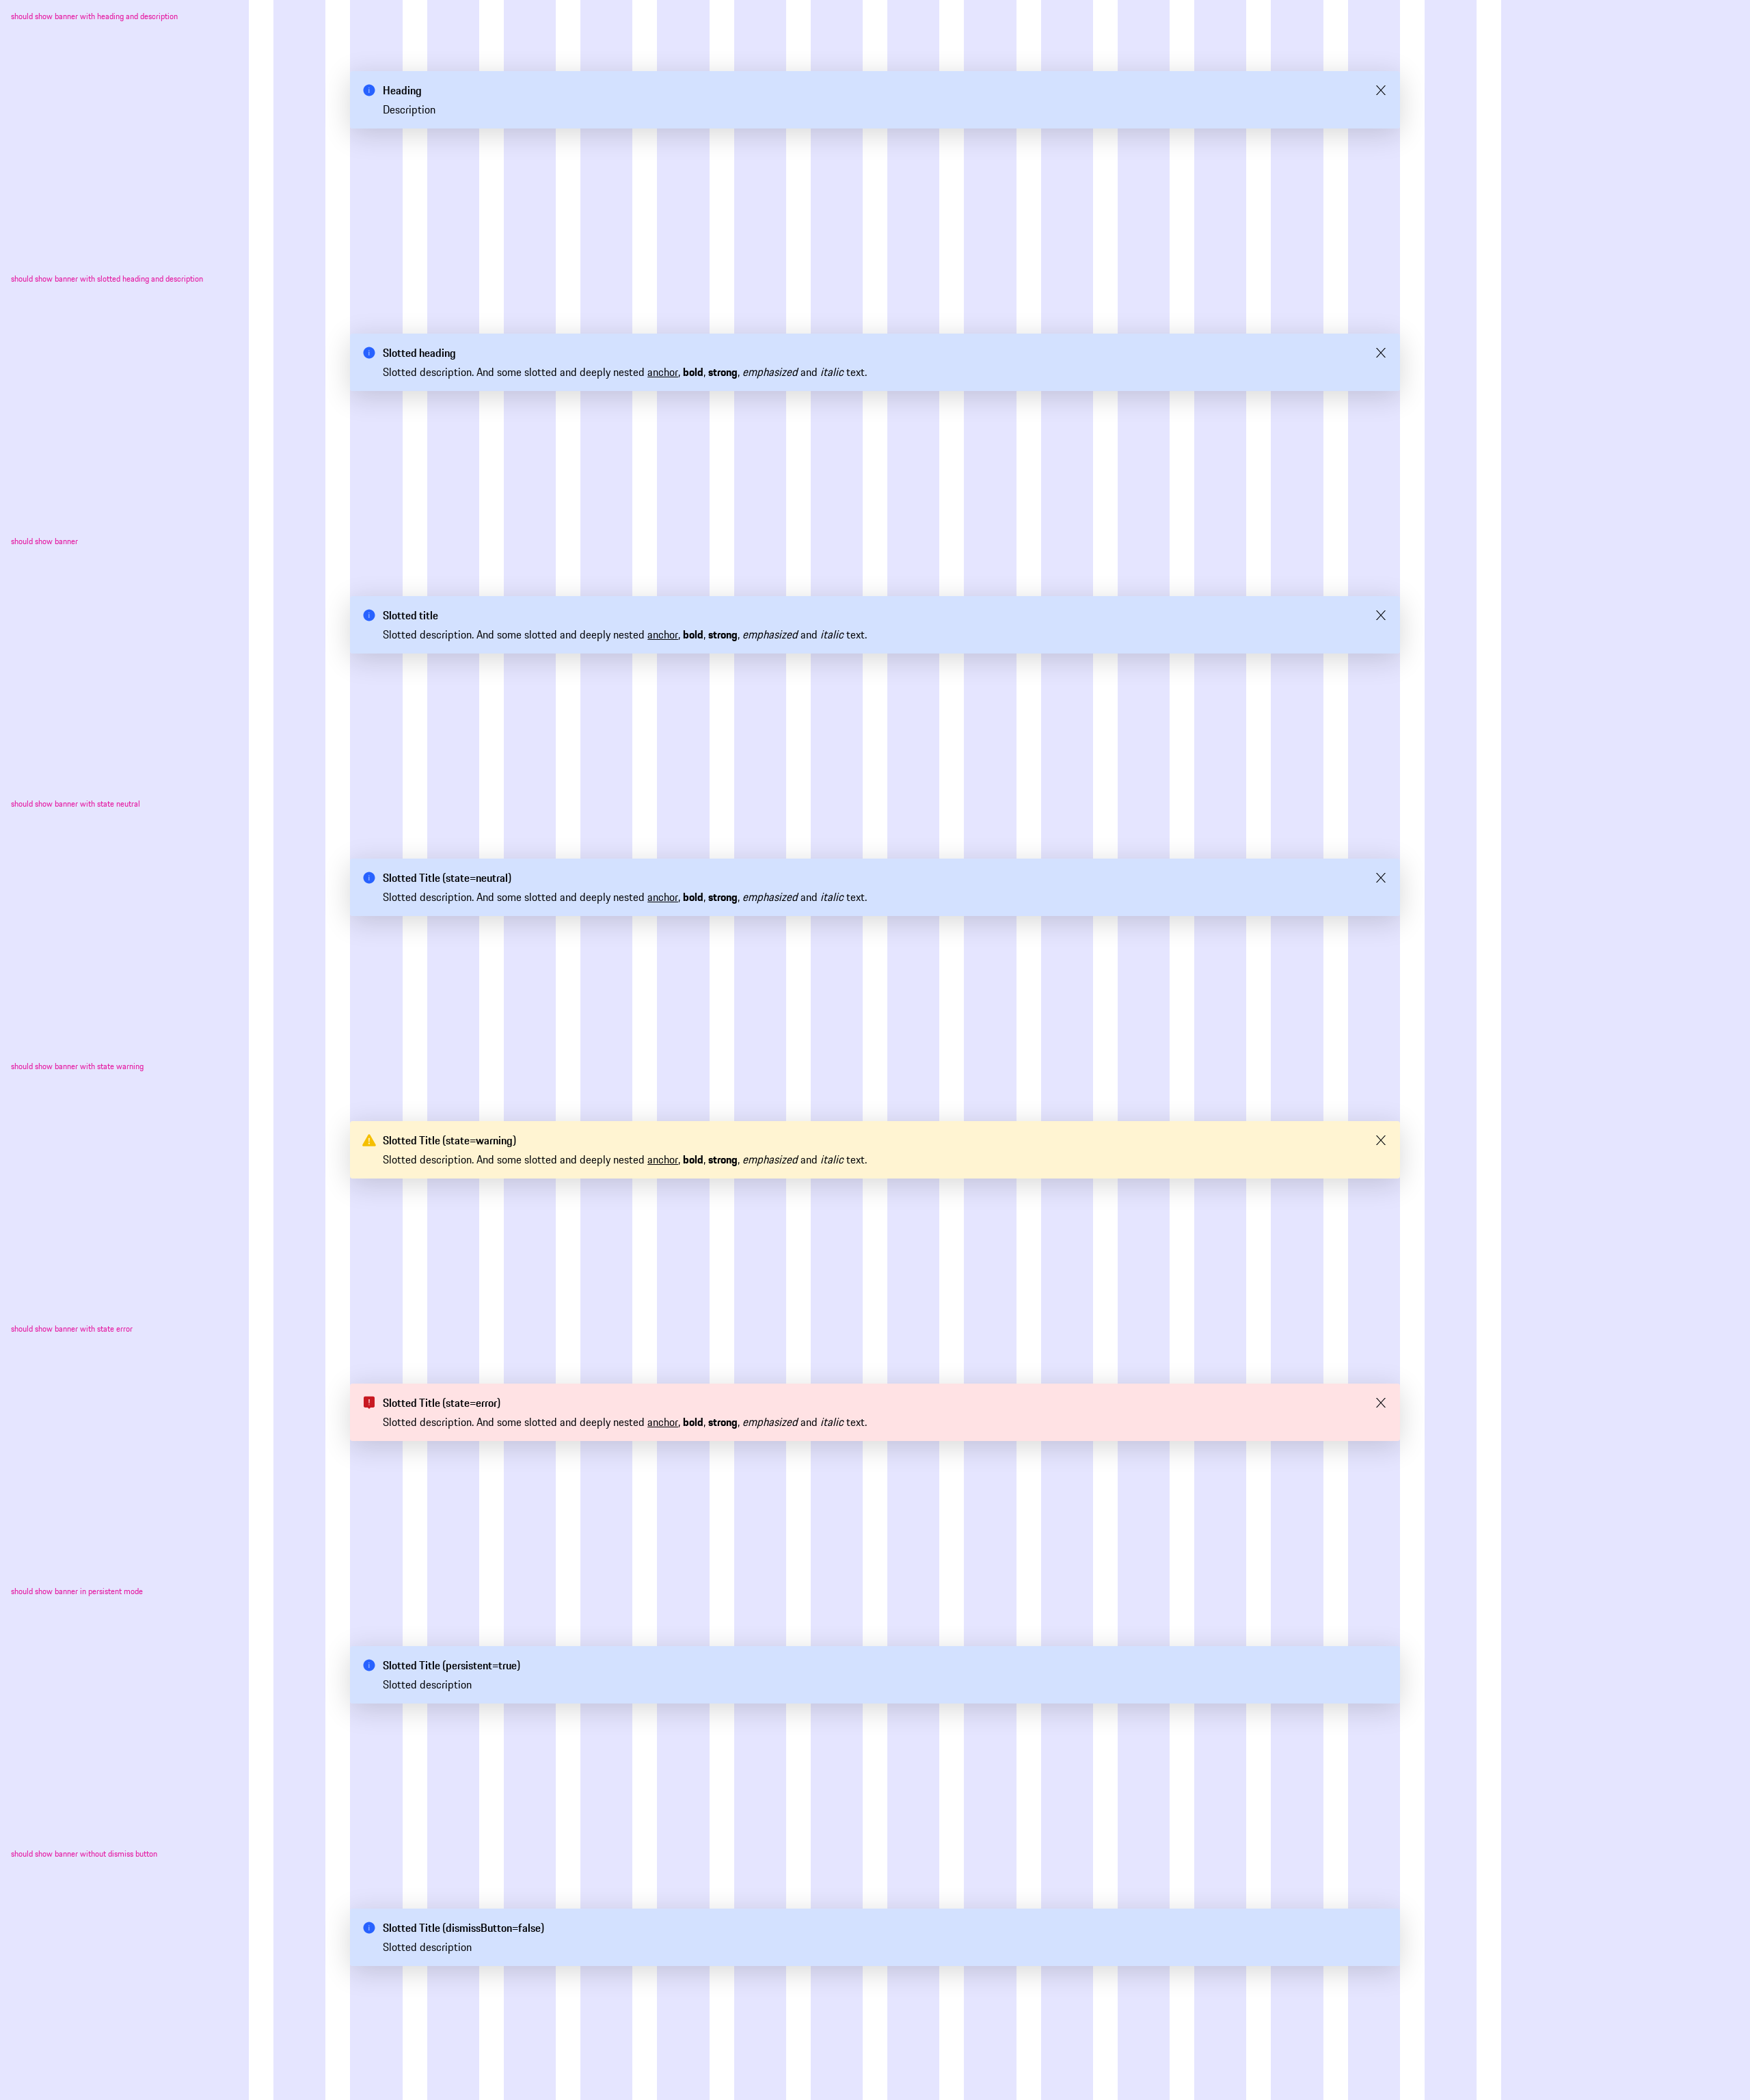 should show banner with heading and description
Heading
Description
should show banner with slotted heading and description
Slotted heading
Slotted description. And some slotted and deeply nested anchor, bold, strong, emphasized and italic text.
should show banner
Slotted title
Slotted description. And some slotted and deeply nested anchor, bold, strong, emphasized and italic text.
should show banner with state neutral
Slotted Title (state=neutral)
Slotted description. And some slotted and deeply nested anchor, bold, strong, emphasized and italic text.
should show banner with state warning
Slotted Title (state=warning)
Slotted description. And some slotted and deeply nested anchor, bold, strong, emphasized and italic text.
should show banner with state error
Slotted Title (state=error)
Slotted description. And some slotted and deeply nested anchor, bold, strong, emphasized and italic text.
should show banner in persistent mode
Slotted Title (persistent=true)
Slotted description
should show banner without dismiss button
Slotted Title (dismissButton=false)
Slotted description